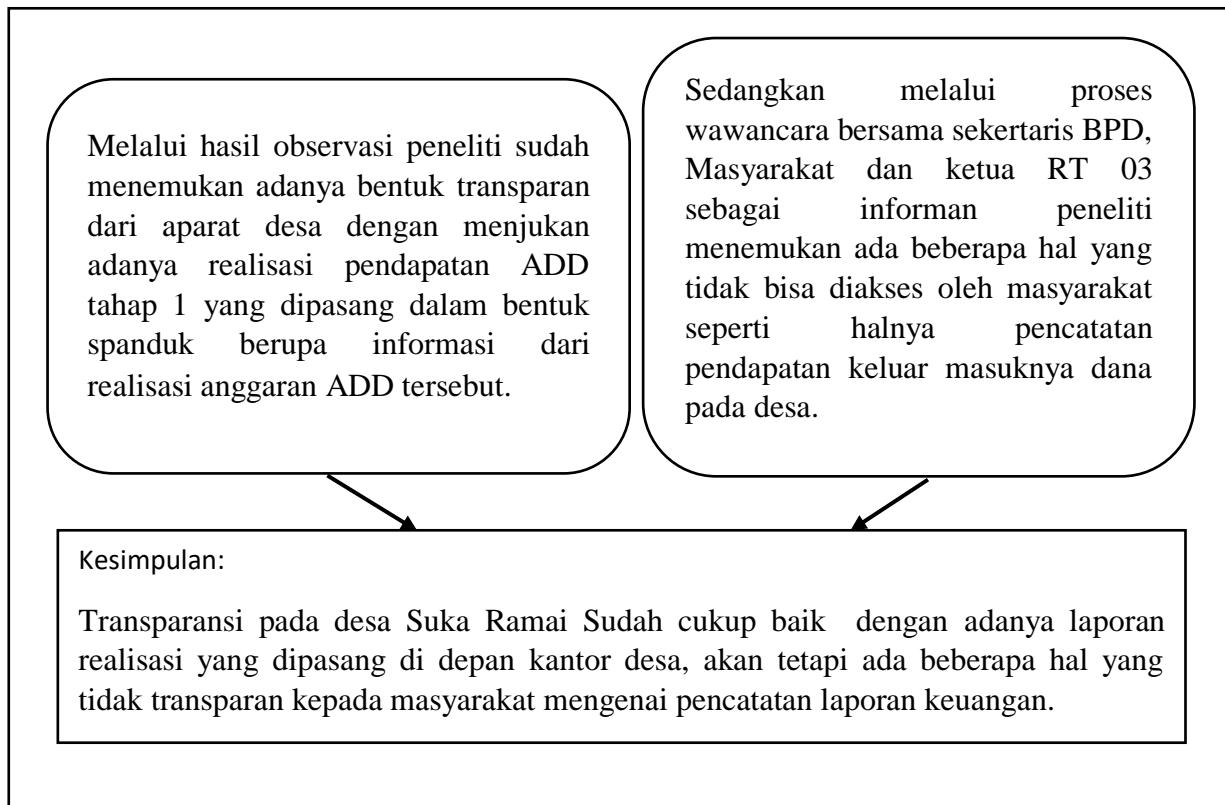 Melalui hasil observasi peneliti sudah
menemukan adanya bentuk transparan
dari aparat desa dengan menjukan
adanya realisasi pendapatan ADD
tahap 1 yang dipasang dalam bentuk
spanduk berupa informasi dari
realisasi anggaran ADD tersebut.
Sedangkan melalui proses
wawancara bersama sekertaris BPD,
Masyarakat dan ketua RT 03
sebagai informan peneliti
menemukan ada beberapa hal yang
tidak bisa diakses oleh masyarakat
seperti halnya pencatatan
pendapatan keluar masuknya dana
pada desa.
Kesimpulan:
Transparansi pada desa Suka Ramai Sudah cukup baik dengan adanya laporan
realisasi yang dipasang di depan kantor desa, akan tetapi ada beberapa hal yang
tidak transparan kepada masyarakat mengenai pencatatan laporan keuangan.